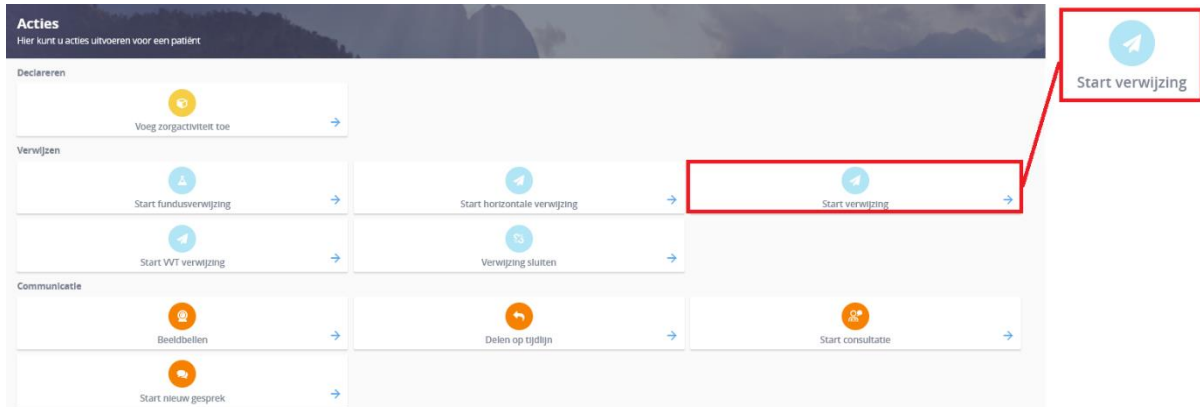 Acties
Hier kunt u acties uitvoeren voor een patiënt
Start verwijzing
Declareren
Voeg zorgactiviteit toe
Verwijzen
Start fundusverwijzing
Start horizontale verwijzing
Start verwijzing
Start VVT verwijzing
Verwijzing sluiten
Communicatie
Beeldbellen
Delen op tijdlijn
Start consultatie
Start nieuw gesprek